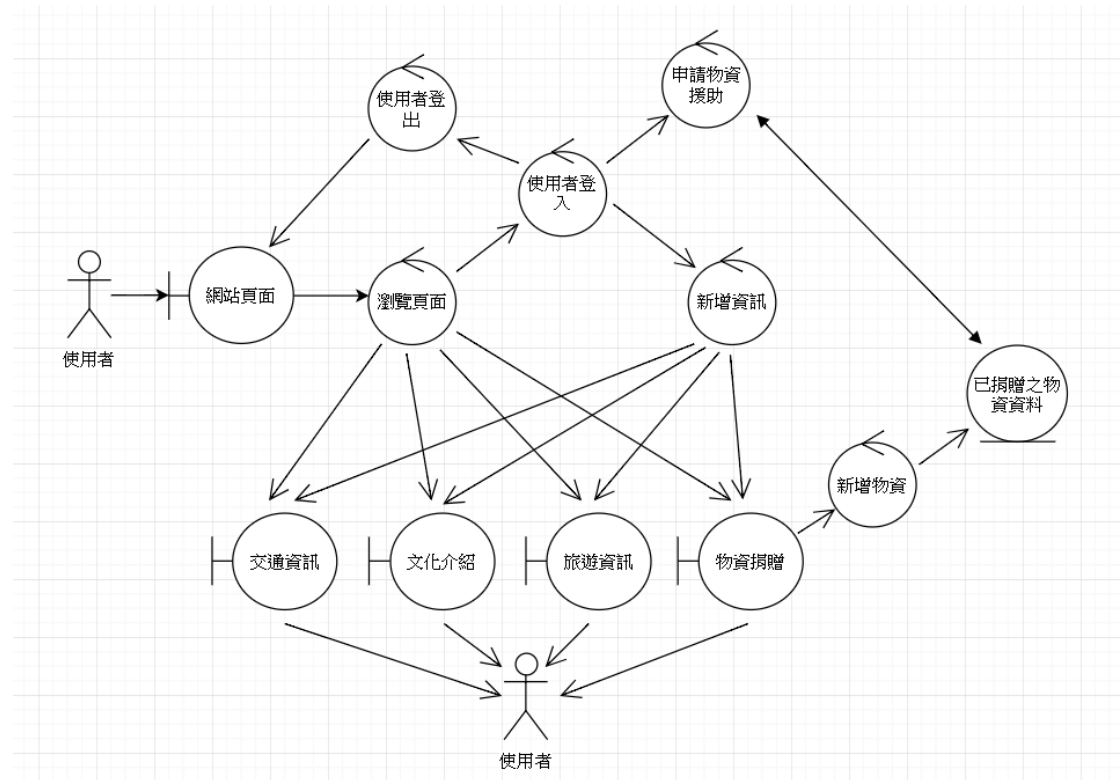 申請物資
援助
使用者登
出
使用者登
入
網站頁面
瀏覽頁面
新增資訊
使用者
已捐贈之物
資資料
新增物資
交通資訊
文化介紹
旅遊資訊
物資捐贈
使用者